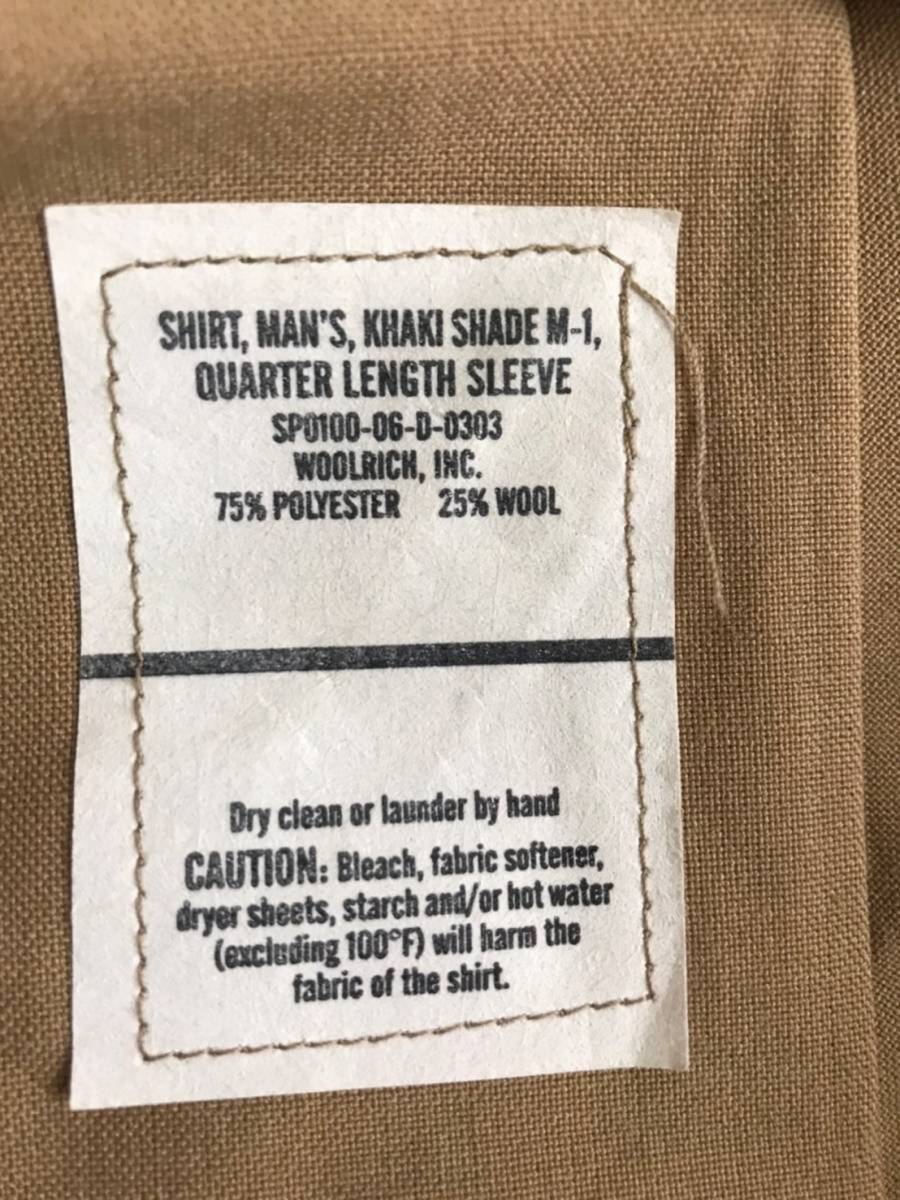 SHIRT, MAN'S, KHAKI SHADE M-1,
QUARTER LENGTH SLEEVE
SP0100-06-D-0303
WOOLRICH, INC.
75% POLYESTER 25% WOOL
Dry clean or launder by hand
CAUTION: Bleach, fabric softener,
dryer sheets, starch and/or hot water
(excluding 100°F) will harm the
fabric of the shirt.